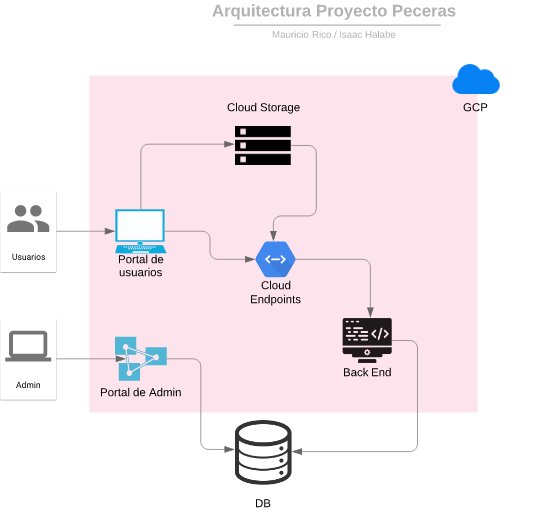 Arquitectura Proyecto Peceras
Mauricio Rico / Isaac Halabe
GCP
Cloud Storage
Usuarios
Portal de
usuarios
Cloud
Endpoints
Admin
Portal de Admin
Back End
DB